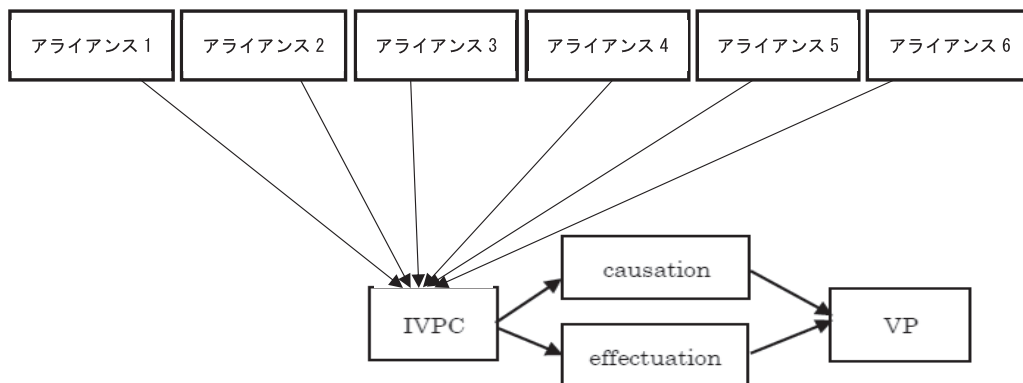 アライアンス 1
アライアンス 2
アライアンス 3
アライアンス 4
アライアンス 5
アライアンス 6
causation
IVPC
VP
effectuation